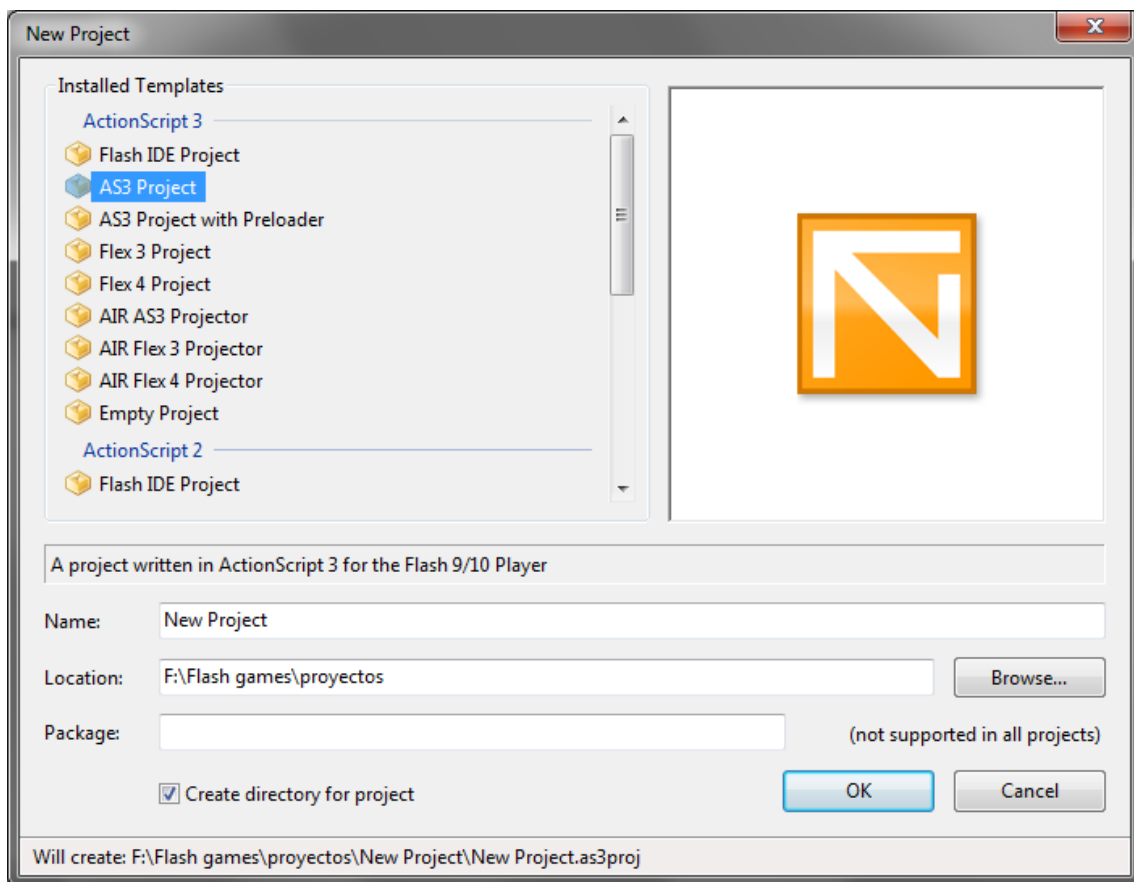 New Project
Installed Templates
ActionScript 3
Flash IDE Project
AS3 Project
AS3 Project with Preloader
Flex 3 Project
Flex 4 Project
AIR AS3 Projector
AIR Flex 3 Projector
AIR Flex 4 Projector
Empty Project
ActionScript 2
Flash IDE Project
A project written in ActionScript 3 for the Flash 9/10 Player
Name: New Project
Location: F:\Flash games\proyectos Browse...
Package: (not supported in all projects)
Create directory for project OK Cancel
Will create: F:\Flash games\proyectos\New Project\New Project.as3proj